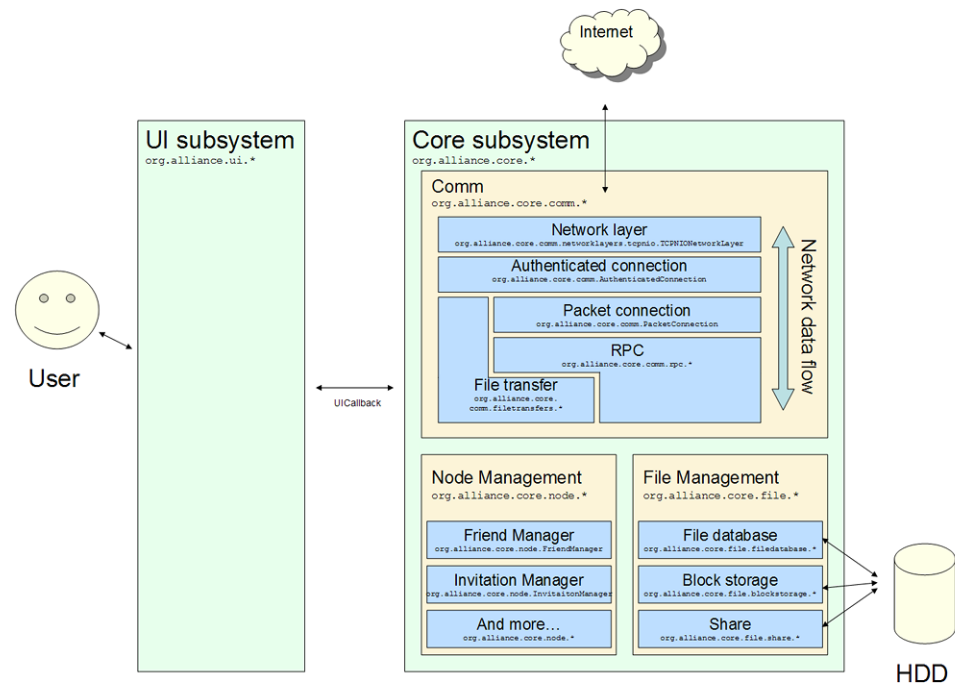 Internet
UI subsystem
org.alliance.ui.*
Core subsystem
org.alliance.core.*
Comm
org.alliance.core.comm.*
Network layer
org.alliance.core.comm.networklayers.tcpnio.TCPNIONetworkLayer
Authenticated connection
org.alliance.core.comm.AuthenticatedConnection
Packet connection
org.alliance.core.comm.PacketConnection
RPC
org.alliance.core.comm.rpc.*
File transfer
org.alliance.core.
comm.filetransfers.*
Network data flow
User
UICallback
Node Management
org.alliance.core.node.*
Friend Manager
org.alliance.core.node.FriendManager
Invitation Manager
org.alliance.core.node.InvitaitonManager
And more...
org.alliance.core.node.*
File Management
org.alliance.core.file.*
File database
org.alliance.core.file.filedatabase.*
Block storage
org.alliance.core.file.blockstorage.*
Share
org.alliance.core.file.share.*
HDD